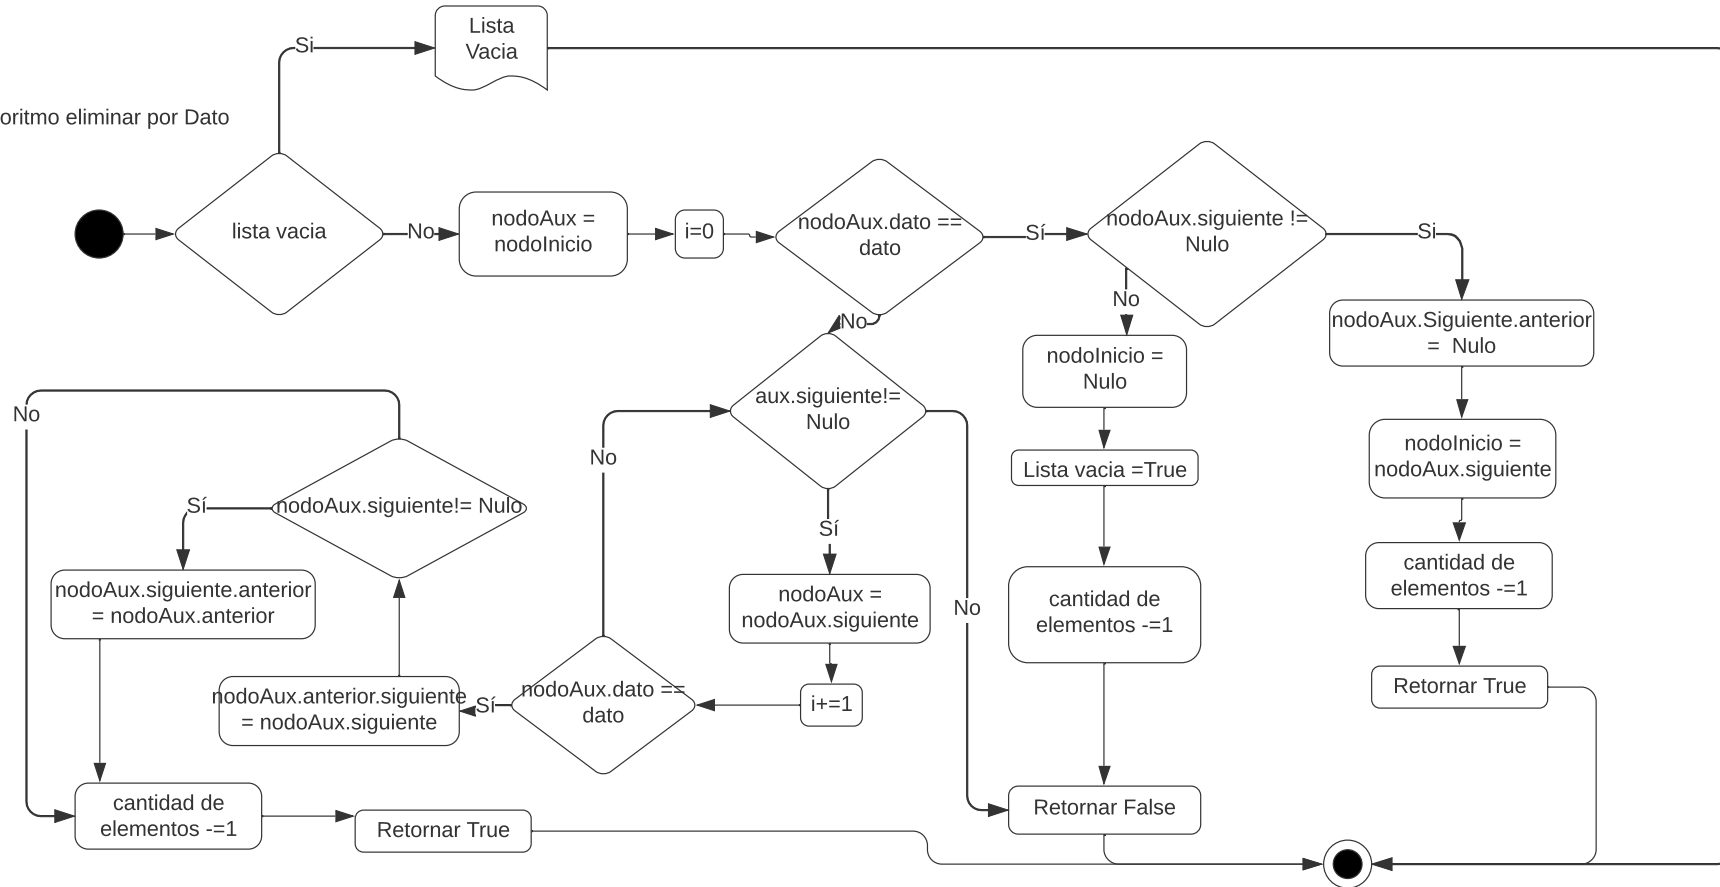 Si
Lista
Vacia
oritmo eliminar por Dato
lista vacia
No
nodoAux =
nodoInicio
i=0
nodoAux.dato ==
dato
Sí
nodoAux.siguiente !=
Nulo
Si
No
No
nodoAux.Siguiente.anterior
=  Nulo
nodoInicio =
Nulo
aux.siguiente!=
Nulo
No
nodoInicio =
nodoAux.siguiente
No
Lista vacia =True
nodoAux.siguiente!= Nulo
Sí
Sí
cantidad de
elementos -=1
nodoAux.siguiente.anterior
= nodoAux.anterior
nodoAux =
nodoAux.siguiente
No
cantidad de
elementos -=1
nodoAux.anterior.siguiente
= nodoAux.siguiente
Sí
nodoAux.dato ==
dato
i+=1
Retornar True
cantidad de
elementos -=1
Retornar True
Retornar False